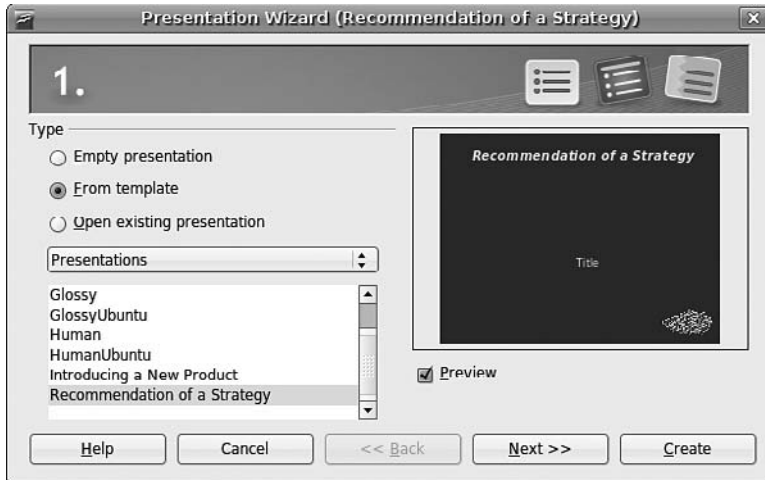 Presentation Wizard (Recommendation of a Strategy)
1.
Type
Empty presentation
From template
Open existing presentation
Presentations
Glossy
GlossyUbuntu
Human
HumanUbuntu
Introducing a New Product
Recommendation of a Strategy
Recommendation of a Strategy
Title
Preview
Help
Cancel
<< Back
Next >>
Create